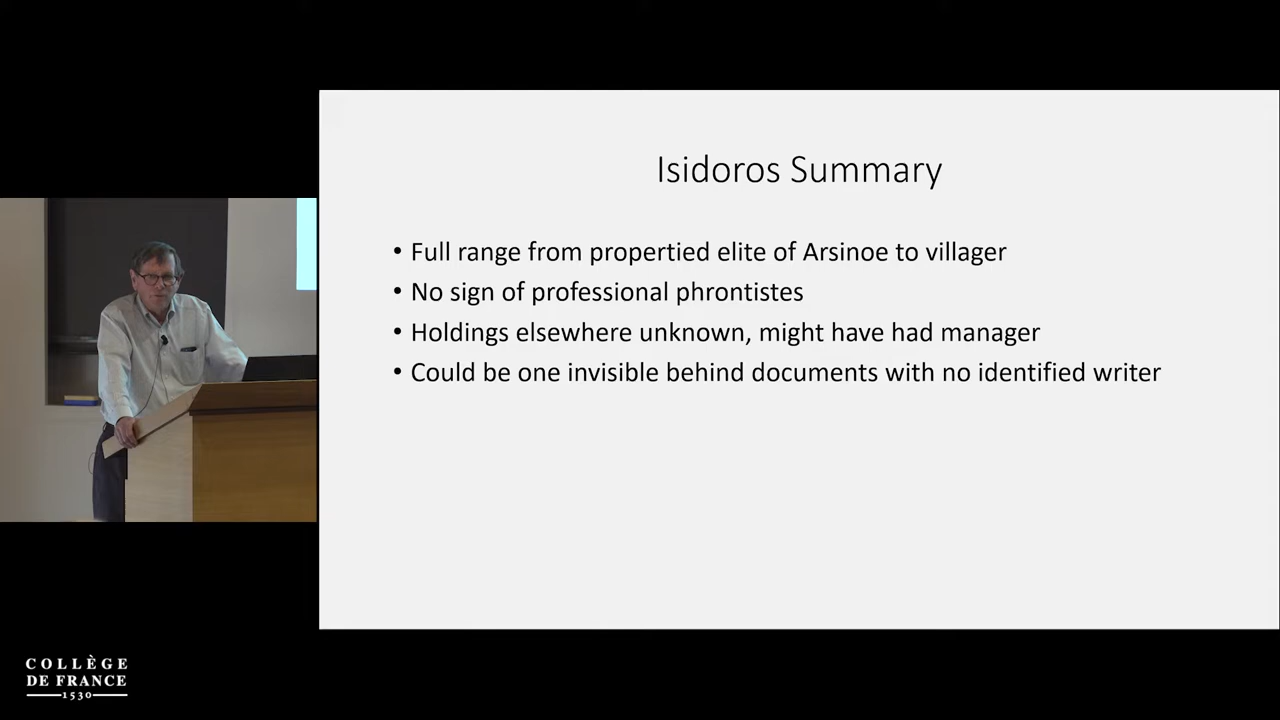 Isidoros Summary
• Full range from propertied elite of Arsinoe to villager
• No sign of professional phrontistes
• Holdings elsewhere unknown, might have had manager
• Could be one invisible behind documents with no identified writer
COLLÈGE
DE FRANCE
1530